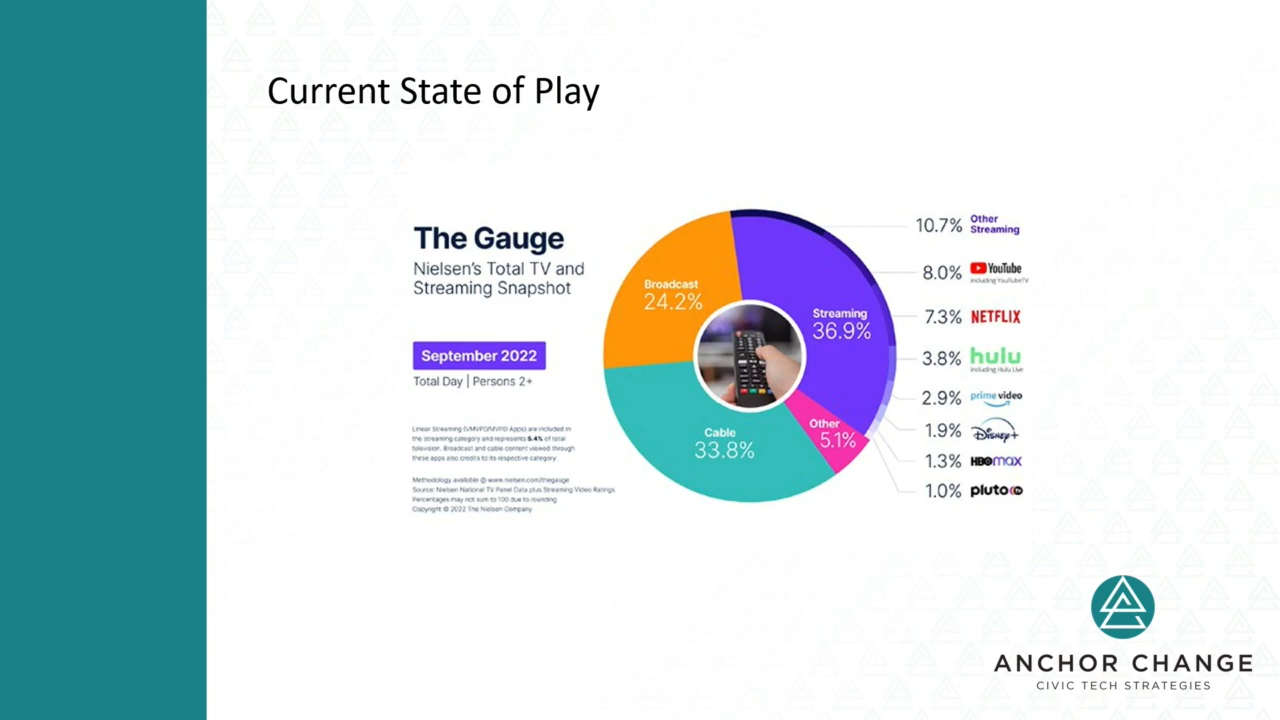 Current State of Play
The Gauge
Nielsen's Total TV and
Streaming Snapshot
September 2022
Total Day | Persons 2+
Linear Streaming (vMVPD/MVPD Apps) are included in
the streaming category and represents 5.4% of total
television. Broadcast and cable content viewed through
these apps also credits to its respective category.
Methodology available @ www.nielsen.com/thegauge
Source: Nielsen National TV Panel Data plus Streaming Video Ratings
Percentages may not sum to 100 due to rounding
Copyright © 2022 The Nielsen Company
Broadcast
24.2%
Streaming
36.9%
Cable
33.8%
Other
5.1%
10.7% Other
Streaming
8.0% YouTube
including YouTubeTV
7.3% NETFLIX
3.8% hulu
including Hulu Live
2.9% prime video
1.9% Disney+
1.3% HBOmax
1.0% pluto tv
ANCHOR CHANGE
CIVIC TECH STRATEGIES